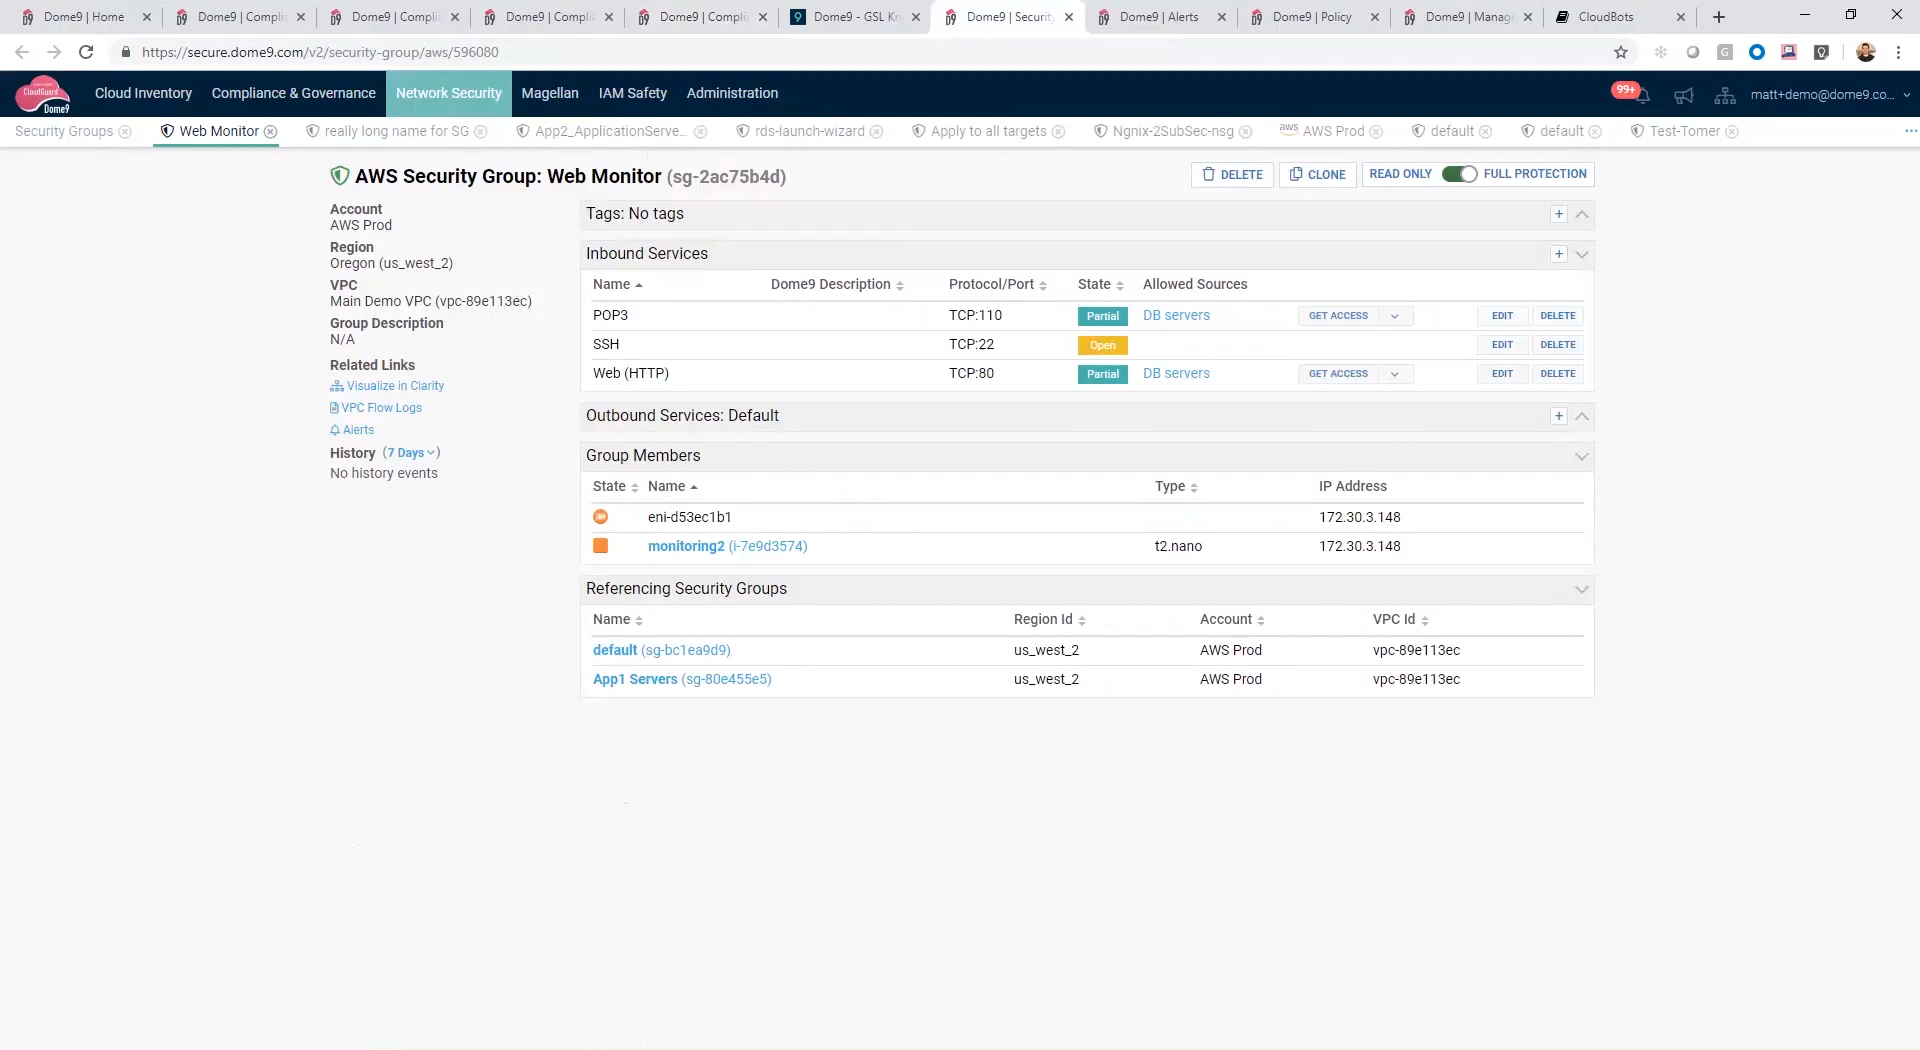 Dome9 | Home
Dome9 | Complia
Dome9 | Complia
Dome9 | Complia
Dome9 | Complia
Dome9 - GSL Kn
Dome9 | Security
Dome9 | Alerts
Dome9 | Policy
Dome9 | Manag
CloudBots
https://secure.dome9.com/v2/security-group/aws/596080
CloudGuard
Dome9
Cloud Inventory
Compliance & Governance
Network Security
Magellan
IAM Safety
Administration
99+
matt+demo@dome9.co...
Security Groups
Web Monitor
really long name for SG
App2_ApplicationServe...
rds-launch-wizard
Apply to all targets
Ngnix-2SubSec-nsg
aws AWS Prod
default
default
Test-Tomer
AWS Security Group: Web Monitor (sg-2ac75b4d)
DELETE
CLONE
READ ONLY
FULL PROTECTION
Account
AWS Prod
Region
Oregon (us_west_2)
VPC
Main Demo VPC (vpc-89e113ec)
Group Description
N/A
Related Links
Visualize in Clarity
VPC Flow Logs
Alerts
History (7 Days)
No history events
Tags: No tags
Inbound Services
Name Dome9 Description Protocol/Port State Allowed Sources
POP3 TCP:110 Partial DB servers GET ACCESS EDIT DELETE
SSH TCP:22 Open EDIT DELETE
Web (HTTP) TCP:80 Partial DB servers GET ACCESS EDIT DELETE
Outbound Services: Default
Group Members
State Name Type IP Address
eni-d53ec1b1 172.30.3.148
monitoring2 (i-7e9d3574) t2.nano 172.30.3.148
Referencing Security Groups
Name Region Id Account VPC Id
default (sg-bc1ea9d9) us_west_2 AWS Prod vpc-89e113ec
App1 Servers (sg-80e455e5) us_west_2 AWS Prod vpc-89e113ec